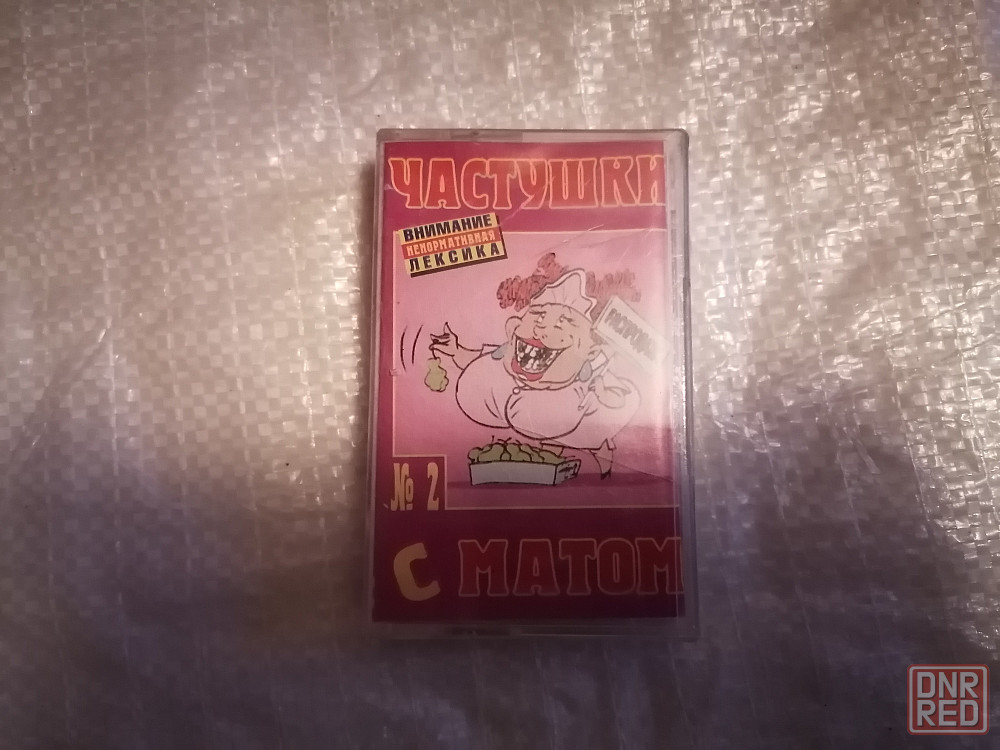 ЧАСТУШКИ
ВНИМАНИЕ
НЕНОРМАТИВНАЯ
ЛЕКСИКА
№ 2
С МАТОМ
DNR
RED